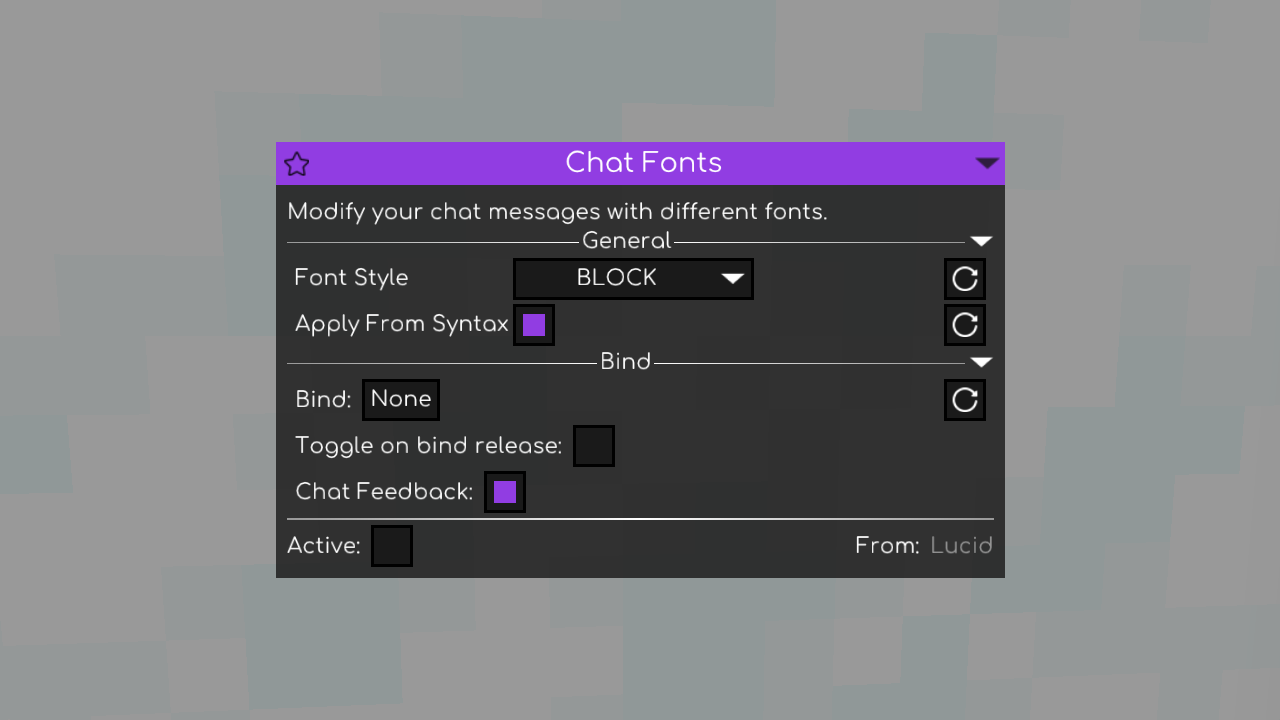 Chat Fonts
Modify your chat messages with different fonts.
General
Font Style BLOCK
Apply From Syntax
Bind
Bind: None
Toggle on bind release:
Chat Feedback:
Active: From: Lucid